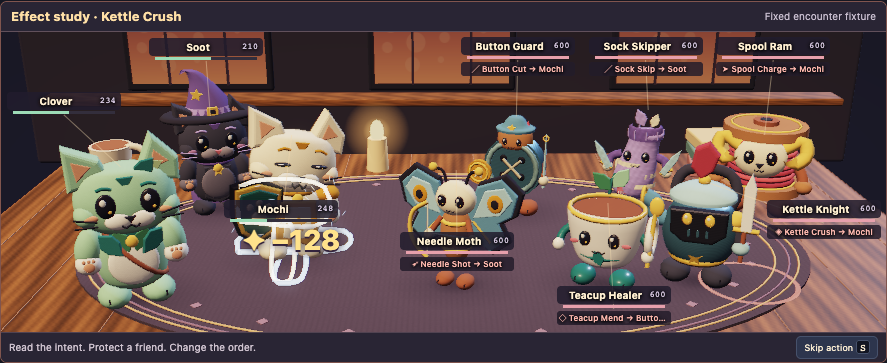 Effect study · Kettle Crush
Fixed encounter fixture
Soot 210
Button Guard 600
Button Cut → Mochi
Sock Skipper 600
Sock Skip → Soot
Spool Ram 600
Spool Charge → Mochi
Clover 234
Mochi 248
−128
Needle Moth 600
Needle Shot → Soot
Kettle Knight 600
Kettle Crush → Mochi
Teacup Healer 600
Teacup Mend → Butto...
Read the intent. Protect a friend. Change the order.
Skip action S